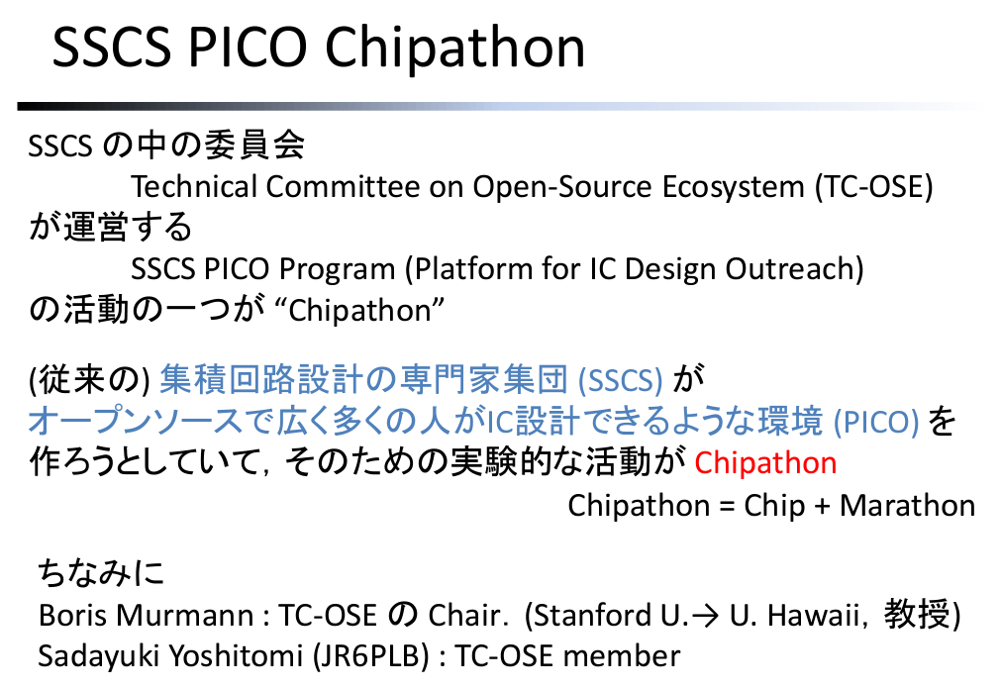 SSCS PICO Chipathon
SSCS の中の委員会
Technical Committee on Open-Source Ecosystem (TC-OSE)
が運営する
SSCS PICO Program (Platform for IC Design Outreach)
の活動の一つが “Chipathon”
(従来の) 集積回路設計の専門家集団 (SSCS) が
オープンソースで広く多くの人がIC設計できるような環境 (PICO) を
作ろうとしていて，そのための実験的な活動が Chipathon
Chipathon = Chip + Marathon
ちなみに
Boris Murmann : TC-OSE の Chair．(Stanford U.→ U. Hawaii，教授)
Sadayuki Yoshitomi (JR6PLB) : TC-OSE member